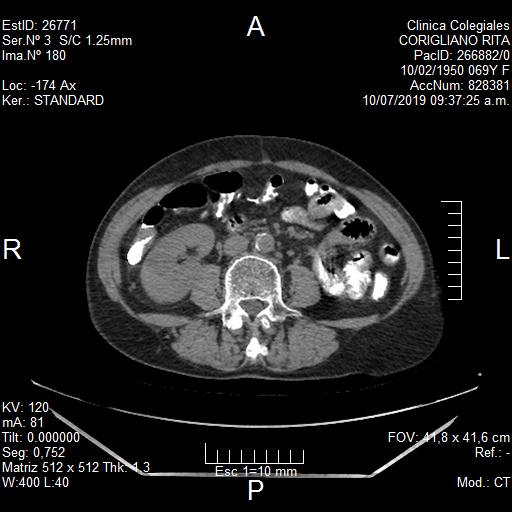 EstID: 26771
Ser.Nº 3 S/C 1.25mm
Ima.Nº 180
Loc: -174 Ax
Ker.: STANDARD
A
Clinica Colegiales
CORIGLIANO RITA
PacID: 266882/0
10/02/1950 069Y F
AccNum: 828381
10/07/2019 09:37:25 a.m.
R
L
KV: 120
mA: 81
Tilt: 0.000000
Seg: 0,752
Matriz 512 x 512 Thk: 1.3
W:400 L:40
Esc 1=10 mm
P
FOV: 41,8 x 41,6 cm
Ref.: -
Mod.: CT